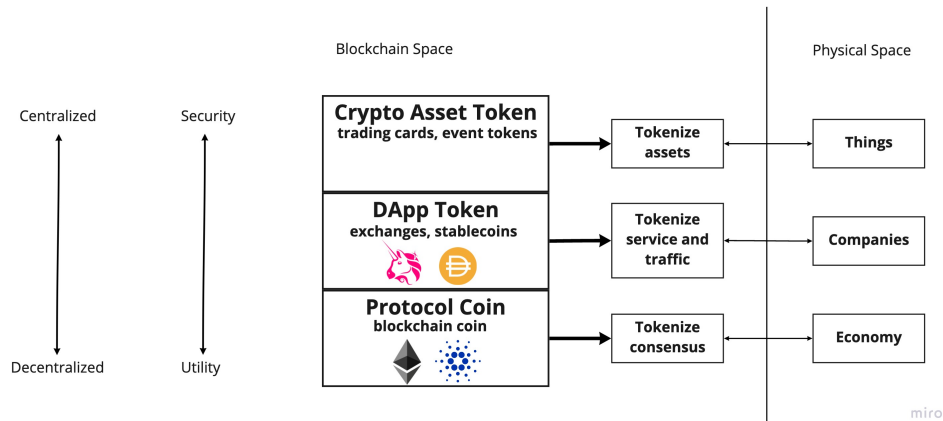 Blockchain Space
Physical Space
Centralized
Security
Crypto Asset Token
trading cards, event tokens
Tokenize
assets
Things
DApp Token
exchanges, stablecoins
Tokenize
service and
traffic
Companies
Protocol Coin
blockchain coin
Tokenize
consensus
Economy
Decentralized
Utility
miro